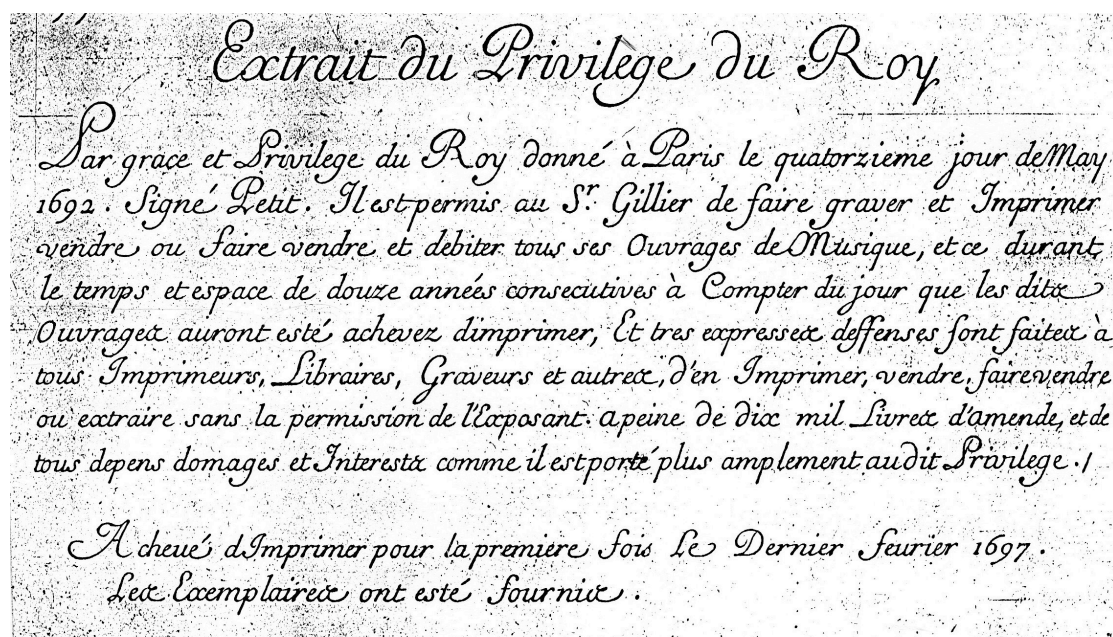 Extrait du Privilège du Roy
Par grace et Privilege du Roy donné à Paris le quatorzieme jour de May
1692. Signé Petit. Il est permis au Sr. Gillier de faire graver et Imprimer
vendre ou faire vendre et debiter tous ses Ouvrages de Musique, et ce durant
le temps et espace de douze années consecutives à Compter du jour que les dits
Ouvrages auront esté achevez dimprimer, Et tres expresses deffenses sont faites à
tous Imprimeurs, Libraires, Graveurs et autres, d'en Imprimer, vendre, faire vendre
ou extraire sans la permission de l'Exposant. a peine de dix mil Livres d'amende, et de
tous depens domages et Interests comme il est porté plus amplement audit Privilege./
Acheué d'Imprimer pour la premiere fois Le Dernier feurier 1697.
Les Exemplaires ont esté fournis.